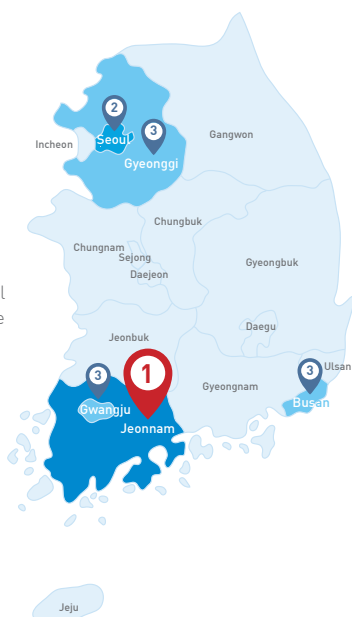 2
3
Gangwon
Incheon
Seoul
Gyeonggi
Chungbuk
Chungnam
Sejong
Gyeongbuk
Daejeon
l
e
Daegu
Jeonbuk
Ulsan
1
3
3
Gyeongnam
Gwangju
Busan
Jeonnam
Jeju